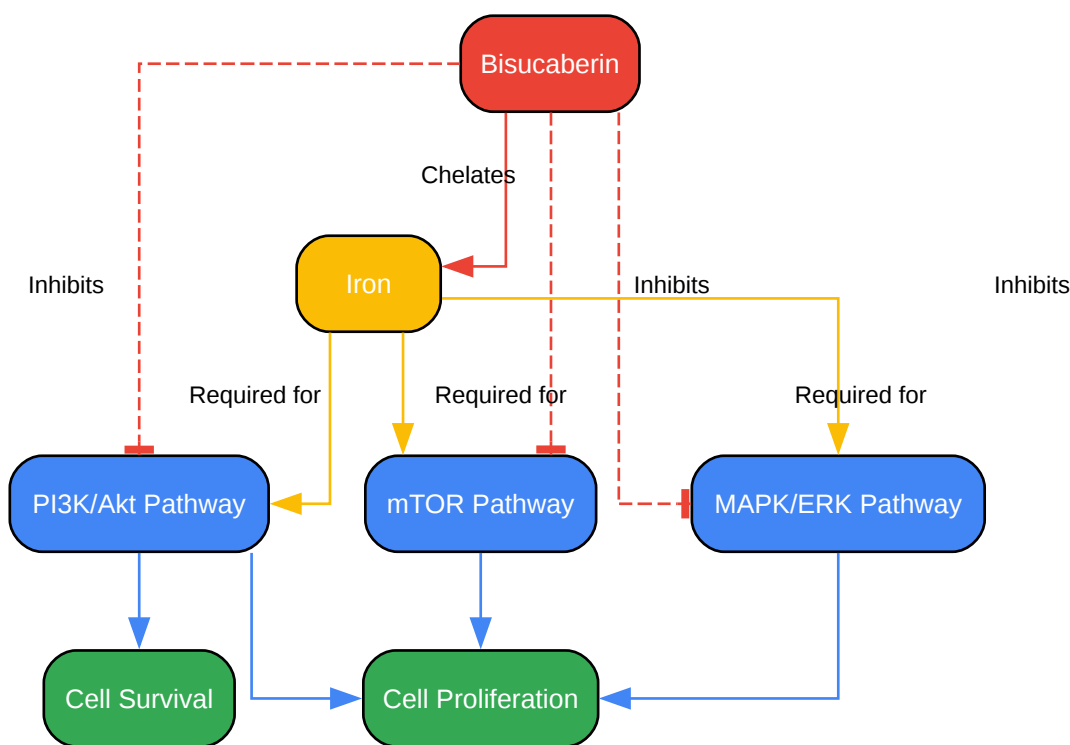 Bisucaberin
Chelates
Inhibits
Iron
Inhibits
Inhibits
Required for
Required for
Required for
PI3K/Akt Pathway
mTOR Pathway
MAPK/ERK Pathway
Cell Survival
Cell Proliferation